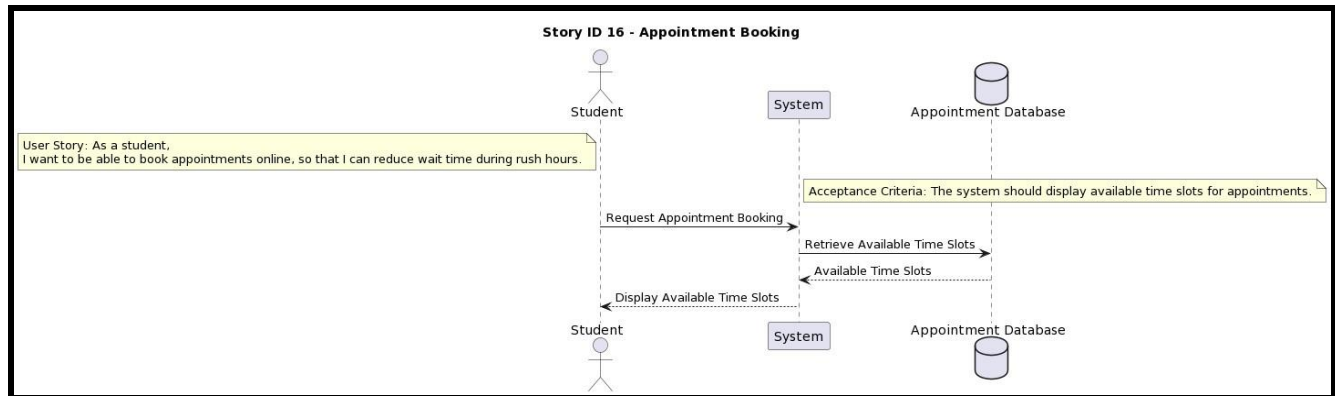 Story ID 16 - Appointment Booking
Student
System
Appointment Database
User Story: As a student,
I want to be able to book appointments online, so that I can reduce wait time during rush hours.
Acceptance Criteria: The system should display available time slots for appointments.
Request Appointment Booking
Retrieve Available Time Slots
Available Time Slots
Display Available Time Slots
Student
System
Appointment Database